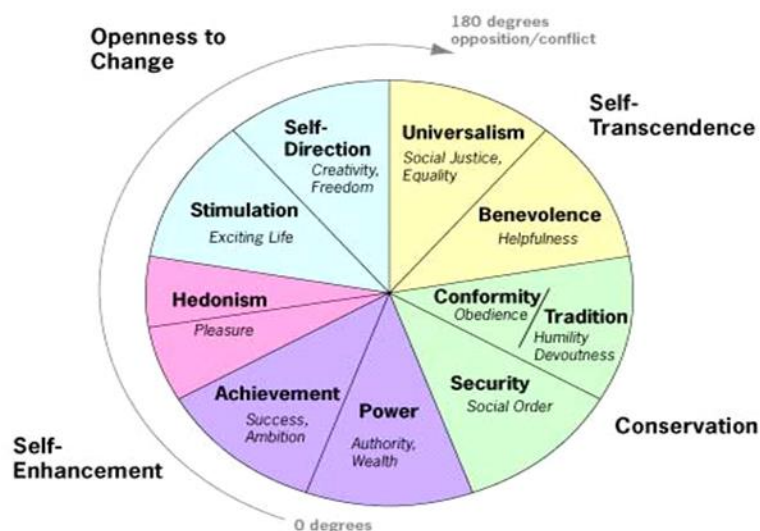 180 degrees
opposition/conflict
Openness to
Change
Self-
Transcendence
Self-
Direction
Creativity,
Freedom
Universalism
Social Justice,
Equality
Stimulation
Exciting Life
Benevolence
Helpfulness
Hedonism
Pleasure
Conformity
Obedience
Tradition
Humility
Devoutness
Achievement
Success,
Ambition
Power
Authority,
Wealth
Security
Social Order
Conservation
Self-
Enhancement
0 degrees